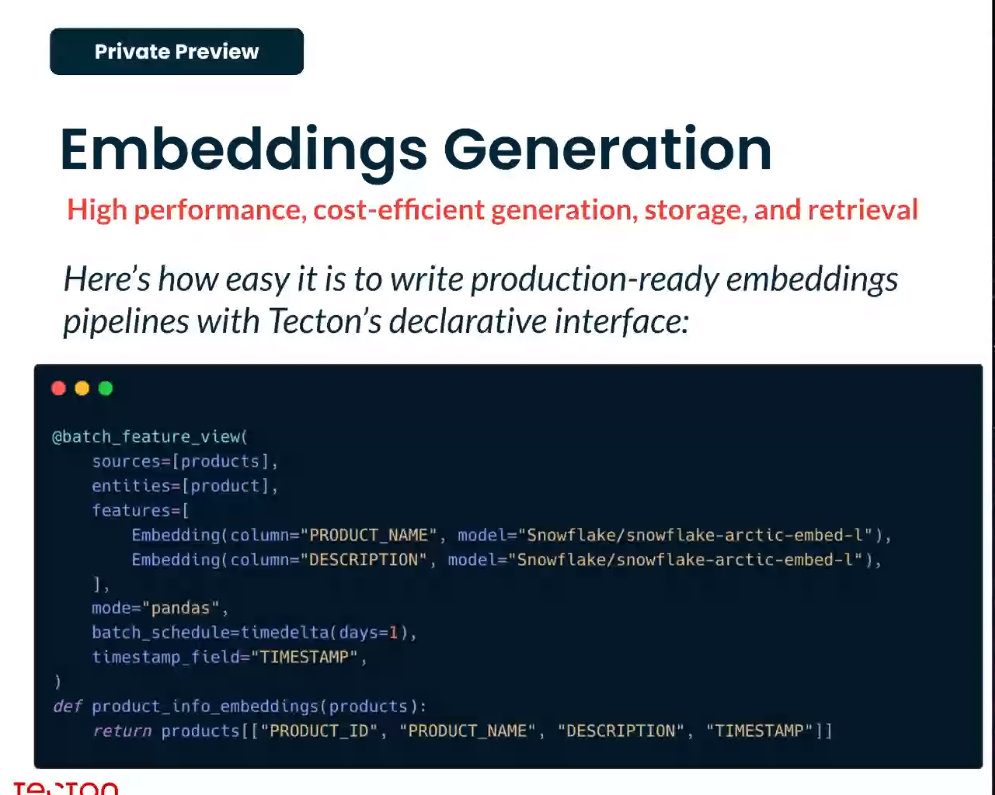 Private Preview
Embeddings Generation
High performance, cost-efficient generation, storage, and retrieval
Here's how easy it is to write production-ready embeddings
pipelines with Tecton's declarative interface:
@batch_feature_view(
    sources=[products],
    entities=[product],
    features=[
        Embedding(column="PRODUCT_NAME", model="Snowflake/snowflake-arctic-embed-l"),
        Embedding(column="DESCRIPTION", model="Snowflake/snowflake-arctic-embed-l"),
    ],
    mode="pandas",
    batch_schedule=timedelta(days=1),
    timestamp_field="TIMESTAMP",
)
def product_info_embeddings(products):
    return products[["PRODUCT_ID", "PRODUCT_NAME", "DESCRIPTION", "TIMESTAMP"]]
Tecton